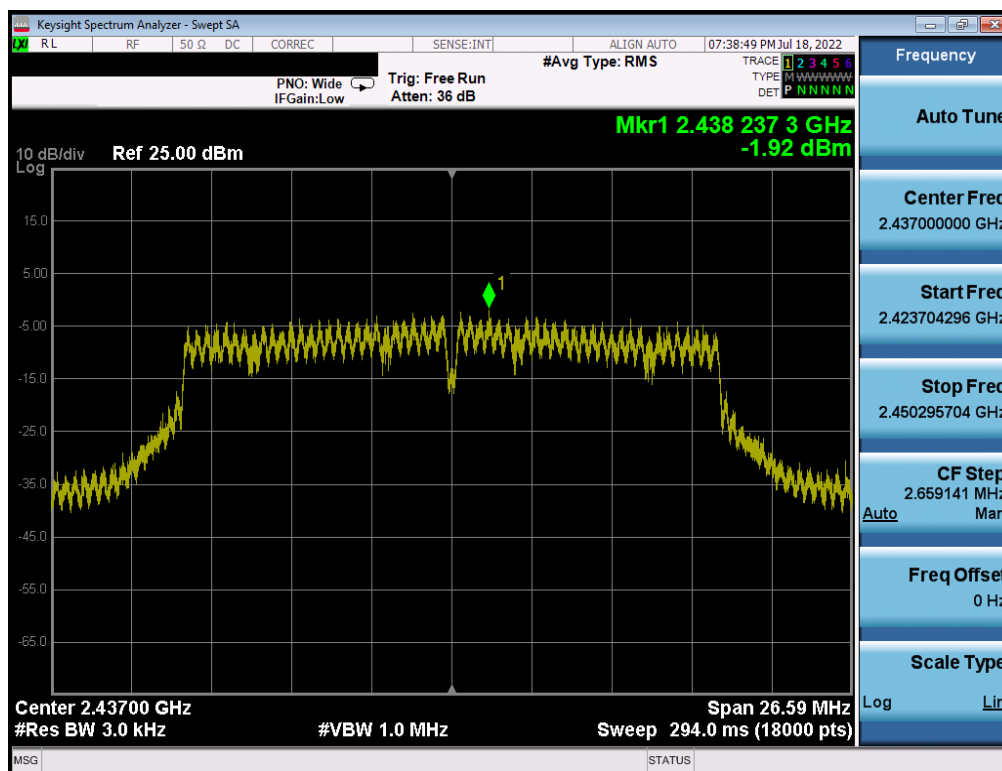 Keysight Spectrum Analyzer - Swept SA
LXI RL RF 50 Ω DC CORREC SENSE:INT ALIGN AUTO 07:38:49 PM Jul 18, 2022
#Avg Type: RMS
TRACE 1 2 3 4 5 6
PNO: Wide Trig: Free Run
TYPE M W W W W W
IFGain:Low Atten: 36 dB
DET P N N N N N
Mkr1 2.438 237 3 GHz
-1.92 dBm
10 dB/div Ref 25.00 dBm
Log
15.0
5.00
1
-5.00
-15.0
-25.0
-35.0
-45.0
-55.0
-65.0
Center 2.43700 GHz Span 26.59 MHz
#Res BW 3.0 kHz #VBW 1.0 MHz Sweep 294.0 ms (18000 pts)
MSG STATUS
Frequency
Auto Tune
Center Freq
2.437000000 GHz
Start Freq
2.423704296 GHz
Stop Freq
2.450295704 GHz
CF Step
2.659141 MHz
Auto Man
Freq Offset
0 Hz
Scale Type
Log Lin